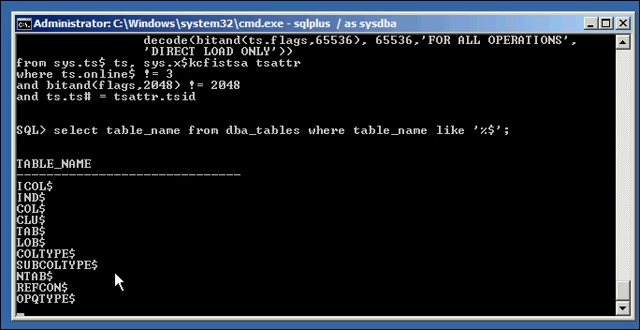 Administrator: C:\Windows\system32\cmd.exe - sqlplus / as sysdba
decode(bitand(ts.flags,65536), 65536,'FOR ALL OPERATIONS',
'DIRECT LOAD ONLY'))
from sys.ts$ ts, sys.x$kcfistsa tsattr
where ts.online$ != 3
and bitand(flags,2048) != 2048
and ts.ts# = tsattr.tsid
SQL> select table_name from dba_tables where table_name like '%$';
TABLE_NAME
------------------------------
ICOL$
IND$
COL$
CLU$
TAB$
LOB$
COLTYPE$
SUBCOLTYPE$
NTAB$
REFCON$
OPQTYPE$